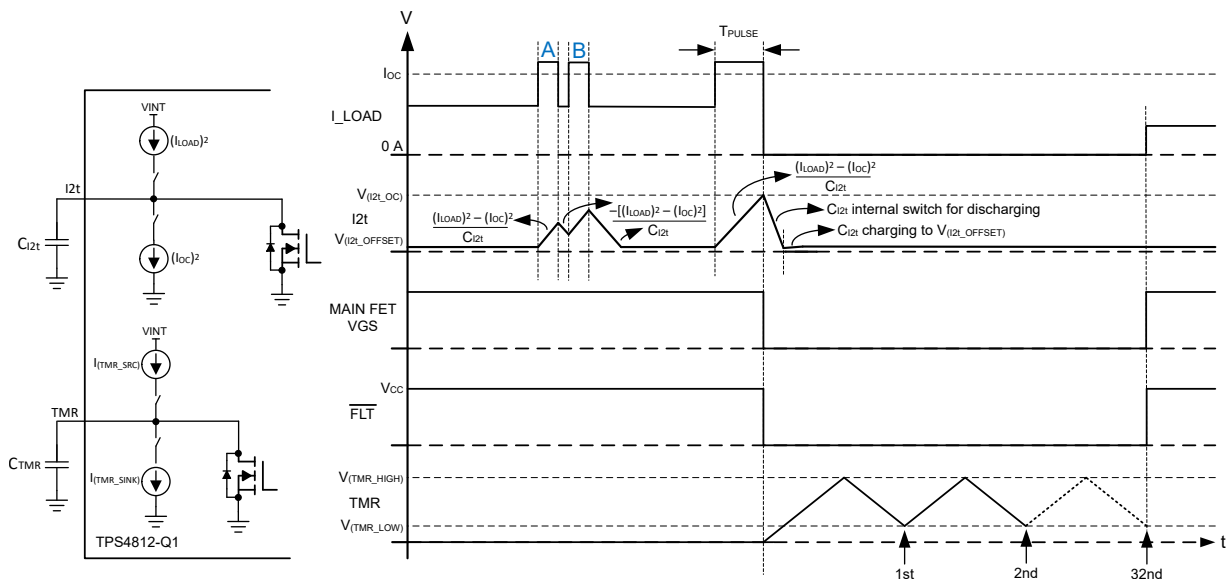 VINT
(ILOAD)²
I2t
CI2t
(IOC)²
VINT
I(TMR_SRC)
TMR
CTMR
I(TMR_SINK)
TPS4812-Q1
V
A
B
TPULSE
IOC
I_LOAD
0 A
V(I2t_OC)
I2t
V(I2t_OFFSET)
(ILOAD)² – (IOC)²
CI2t
-[(ILOAD)² – (IOC)²]
CI2t
(ILOAD)² – (IOC)²
CI2t
CI2t internal switch for discharging
CI2t charging to V(I2t_OFFSET)
MAIN FET
VGS
VCC
FLT
V(TMR_HIGH)
TMR
V(TMR_LOW)
t
1st
2nd
32nd